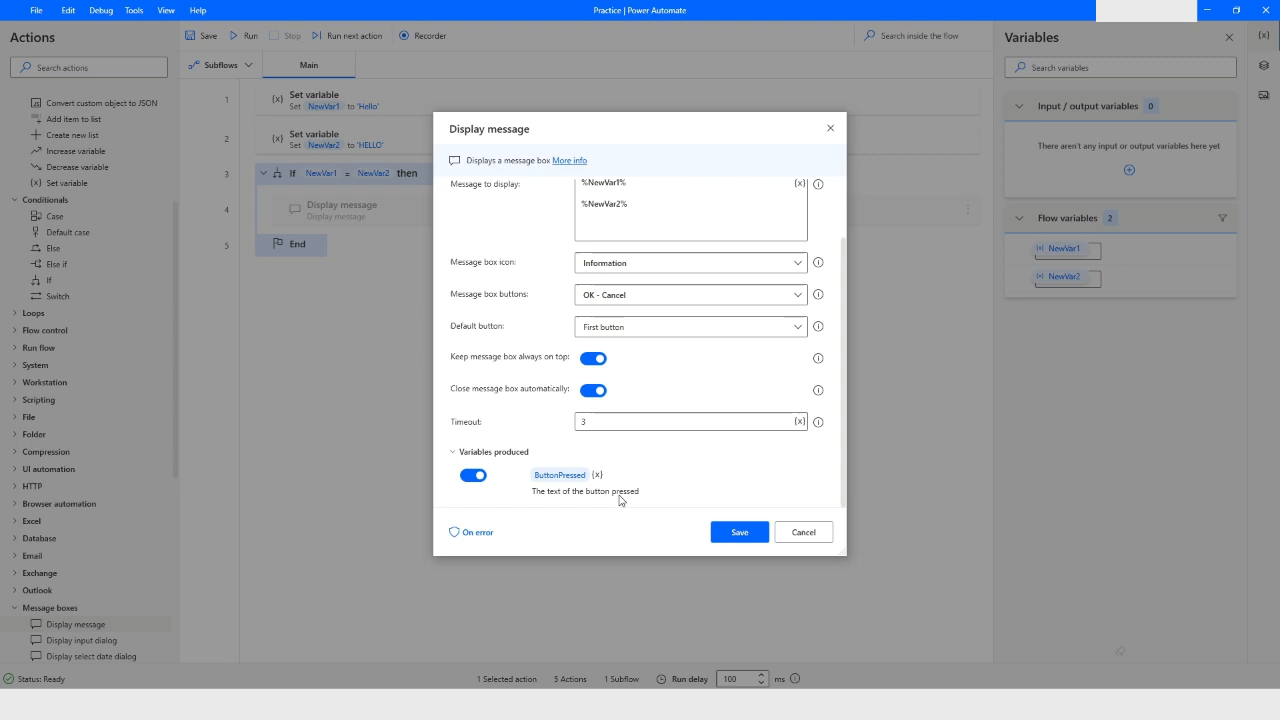 File Edit Debug Tools View Help
Practice | Power Automate
Actions
Search actions
Convert custom object to JSON
Add item to list
Create new list
Increase variable
Decrease variable
{x} Set variable
Conditionals
Case
Default case
Else
Else if
If
Switch
Loops
Flow control
Run flow
System
Workstation
Scripting
File
Folder
Compression
UI automation
HTTP
Browser automation
Excel
Database
Email
Exchange
Outlook
Message boxes
Display message
Display input dialog
Display select date dialog
Save Run Stop Run next action Recorder
Search inside the flow
Subflows Main
1 {x} Set variable
Set NewVar1 to 'Hello'
2 {x} Set variable
Set NewVar2 to 'HELLO'
3 If NewVar1 = NewVar2 then
4 Display message
Display message
5 End
Display message
Displays a message box More info
Message to display: %NewVar1% {x}
%NewVar2%
Message box icon: Information
Message box buttons: OK - Cancel
Default button: First button
Keep message box always on top:
Close message box automatically:
Timeout: 3 {x}
Variables produced
ButtonPressed {x}
The text of the button pressed
On error
Save Cancel
Variables
Search variables
Input / output variables 0
There aren't any input or output variables here yet
Flow variables 2
(x) NewVar1
(x) NewVar2
{x}
Status: Ready
1 Selected action 5 Actions 1 Subflow Run delay 100 ms